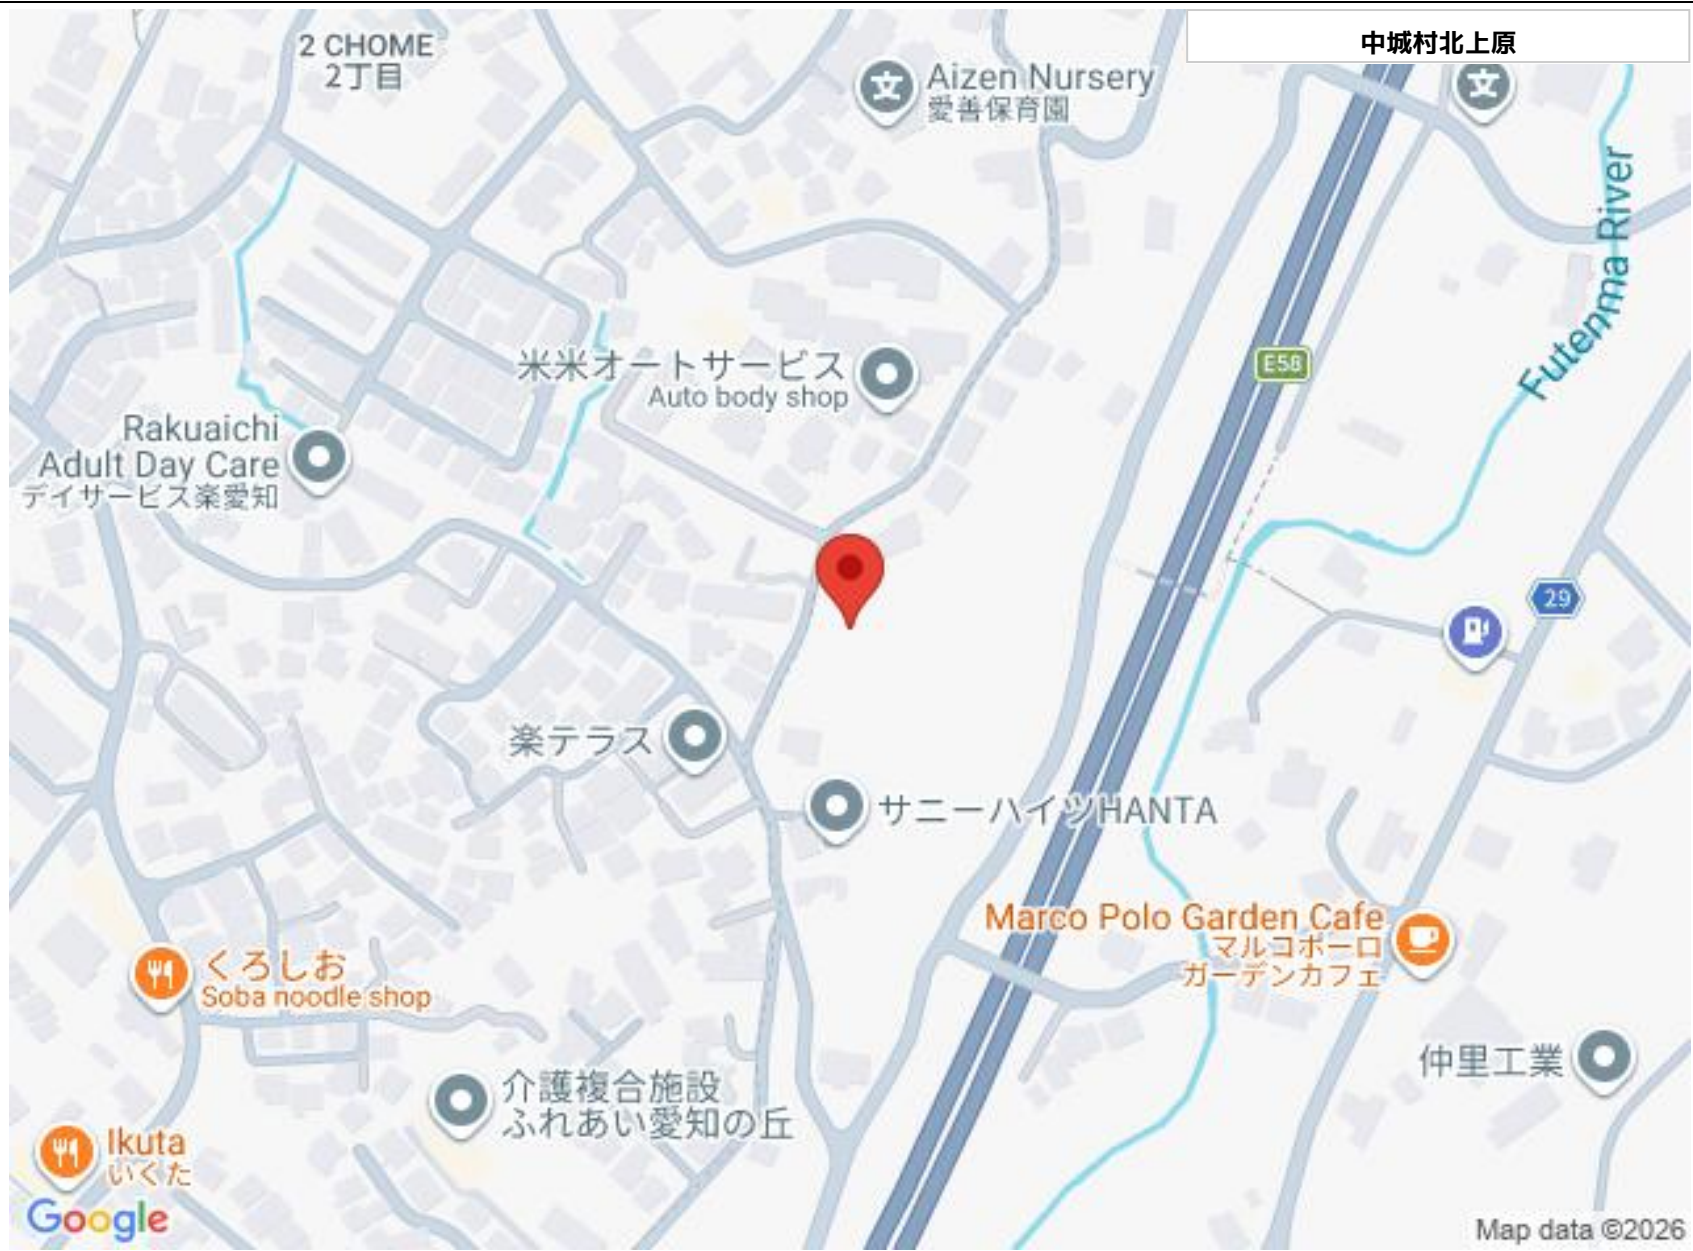 中城村北上原
2 CHOME
2丁目
Aizen Nursery
愛善保育園
Futenma River
米米オートサービス
Auto body shop
E58
Rakuaichi
Adult Day Care
デイサービス楽愛知
29
楽テラス
サニーハイツHANTA
Marco Polo Garden Cafe
マルコポーロ
ガーデンカフェ
くろしお
Soba noodle shop
仲里工業
介護複合施設
ふれあい愛知の丘
Ikuta
いくた
Google
Map data ©2026